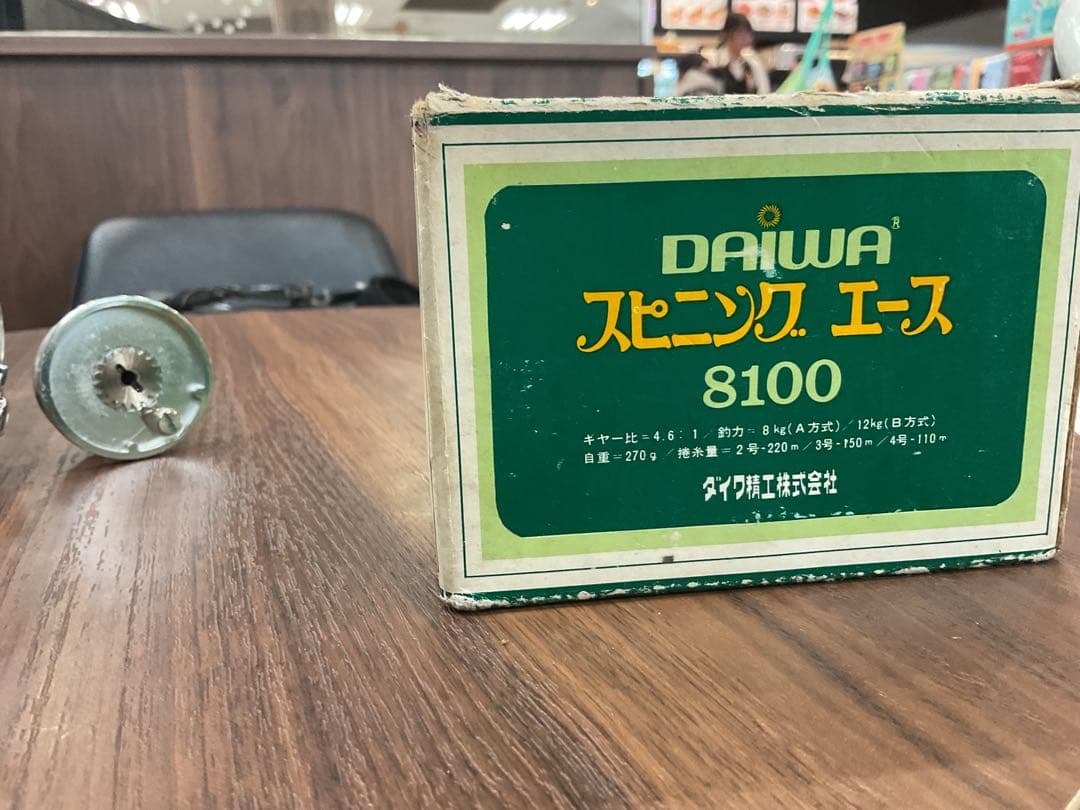 DAIWA®
スピニング エース
8100
ギヤー比=4.6:1/釣力=8kg(A方式)/12kg(B方式)
自重=270g/捲糸量=2号-220m/3号-150m/4号-110m
ダイワ精工株式会社